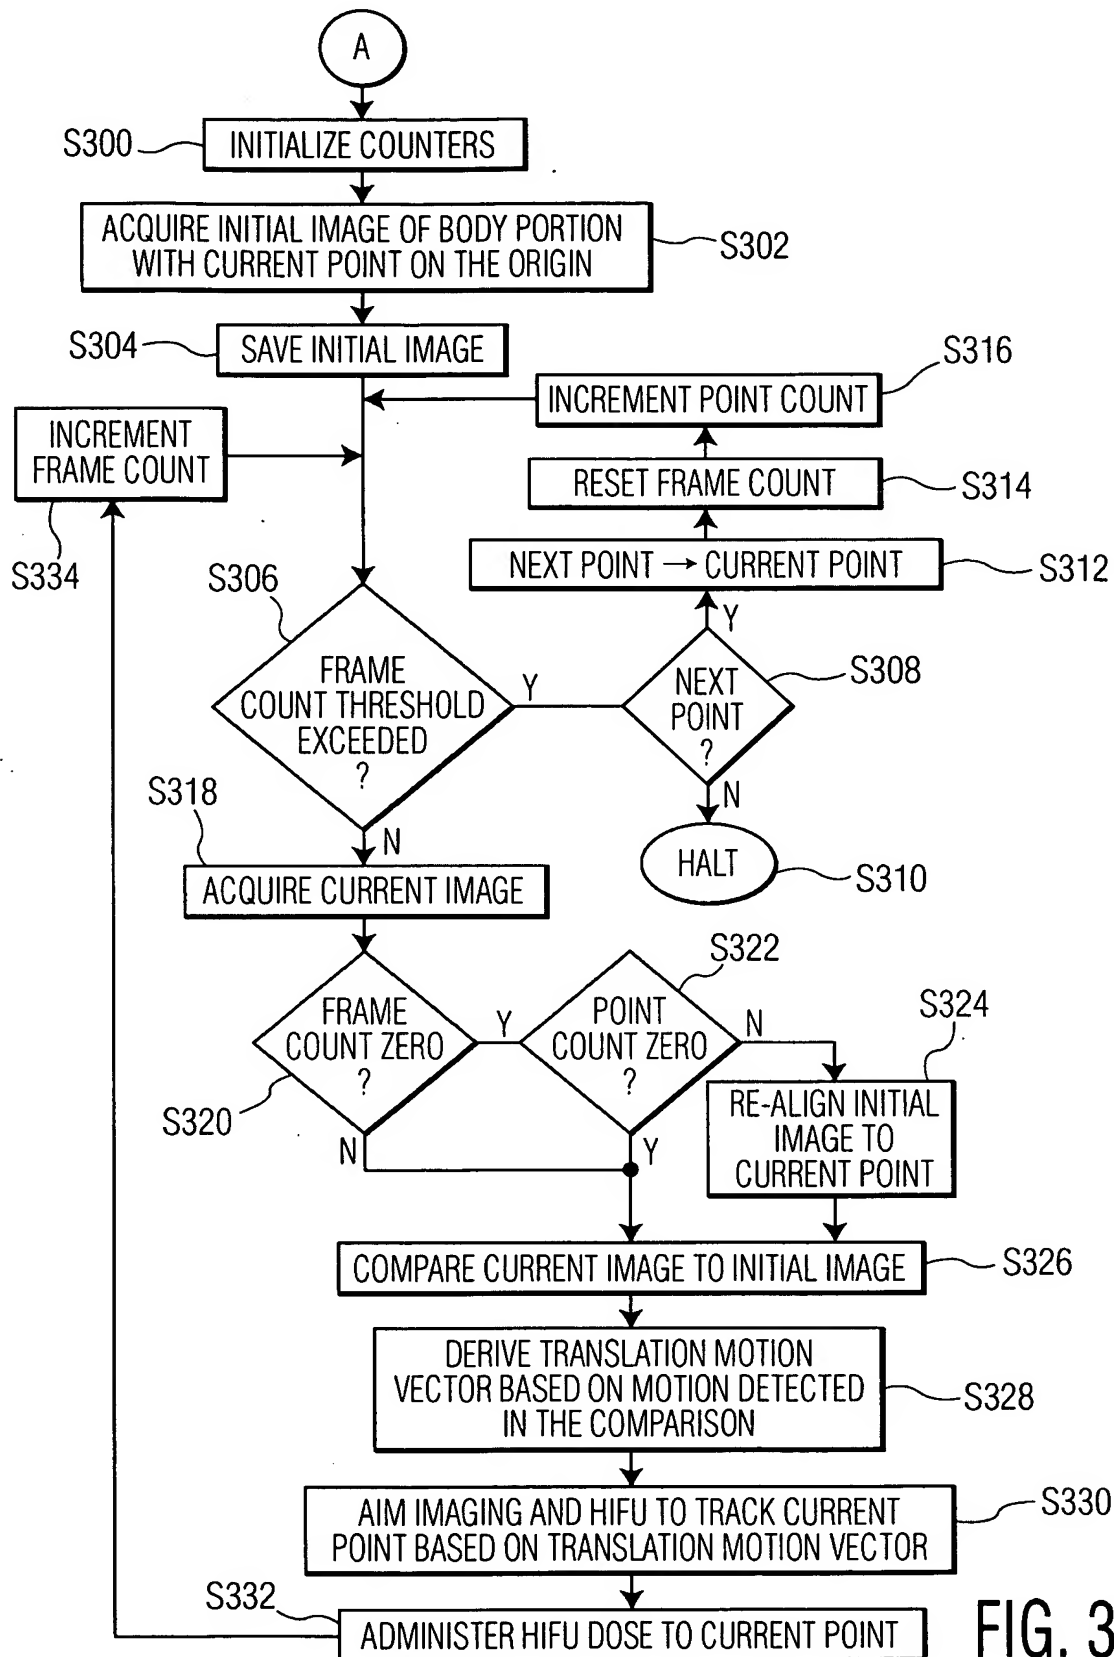 A
S300
INITIALIZE COUNTERS
ACQUIRE INITIAL IMAGE OF BODY PORTION
WITH CURRENT POINT ON THE ORIGIN
S302
S304
SAVE INITIAL IMAGE
S316
INCREMENT POINT COUNT
INCREMENT
FRAME COUNT
S334
RESET FRAME COUNT
S314
NEXT POINT → CURRENT POINT
S312
S306
FRAME
COUNT THRESHOLD
EXCEEDED
?
Y
Y
NEXT
POINT
?
S308
N
HALT
S310
S318
N
ACQUIRE CURRENT IMAGE
S322
FRAME
COUNT ZERO
?
S320
Y
N
POINT
COUNT ZERO
?
N
Y
S324
RE-ALIGN INITIAL
IMAGE TO
CURRENT POINT
COMPARE CURRENT IMAGE TO INITIAL IMAGE
S326
DERIVE TRANSLATION MOTION
VECTOR BASED ON MOTION DETECTED
IN THE COMPARISON
S328
AIM IMAGING AND HIFU TO TRACK CURRENT
POINT BASED ON TRANSLATION MOTION VECTOR
S330
S332
ADMINISTER HIFU DOSE TO CURRENT POINT
FIG. 3